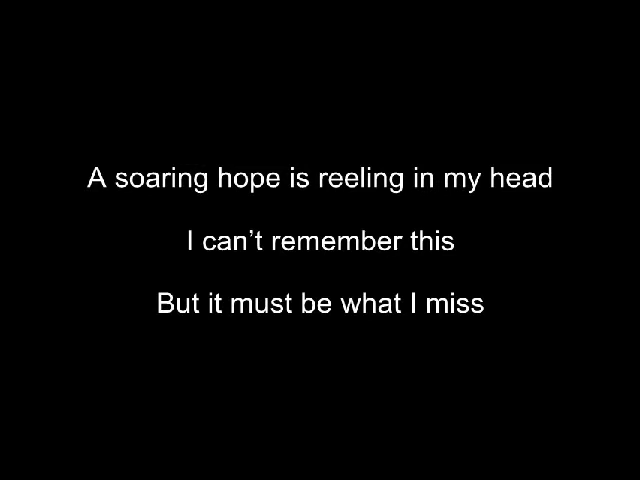 A soaring hope is reeling in my head
I can’t remember this
But it must be what I miss